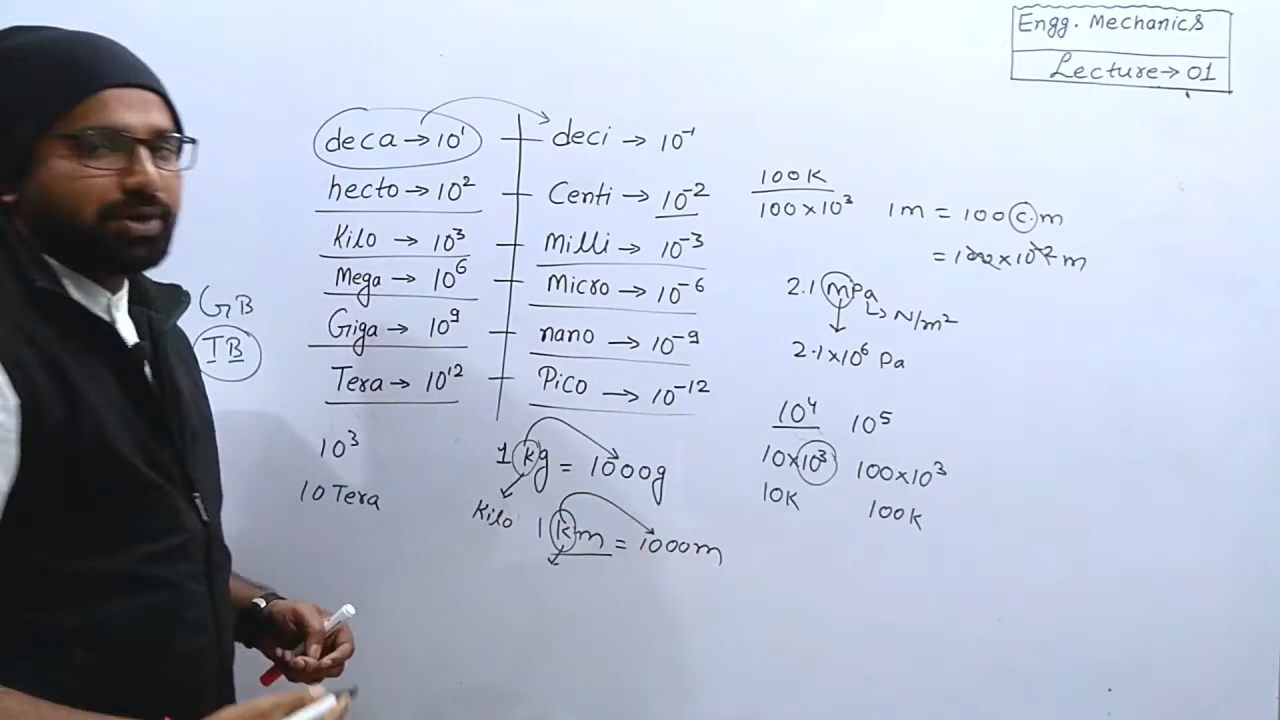 Engg. Mechanics
Lecture→01
deca→10¹ deci→10⁻¹
hecto→10² Centi→10⁻²
Kilo→10³ Milli→10⁻³
Mega→10⁶ Micro→10⁻⁶
Giga→10⁹ nano→10⁻⁹
Tera→10¹² Pico→10⁻¹²
GB
TB
10³
10 Tera
1 kg = 1000g
Kilo
1 km = 1000m
100K
100×10³
1m = 100 c.m
= 100×10⁻² m
2.1 mPa
N/m²
2.1×10⁶ Pa
10⁴ 10⁵
10×10³ 100×10³
10K 100K